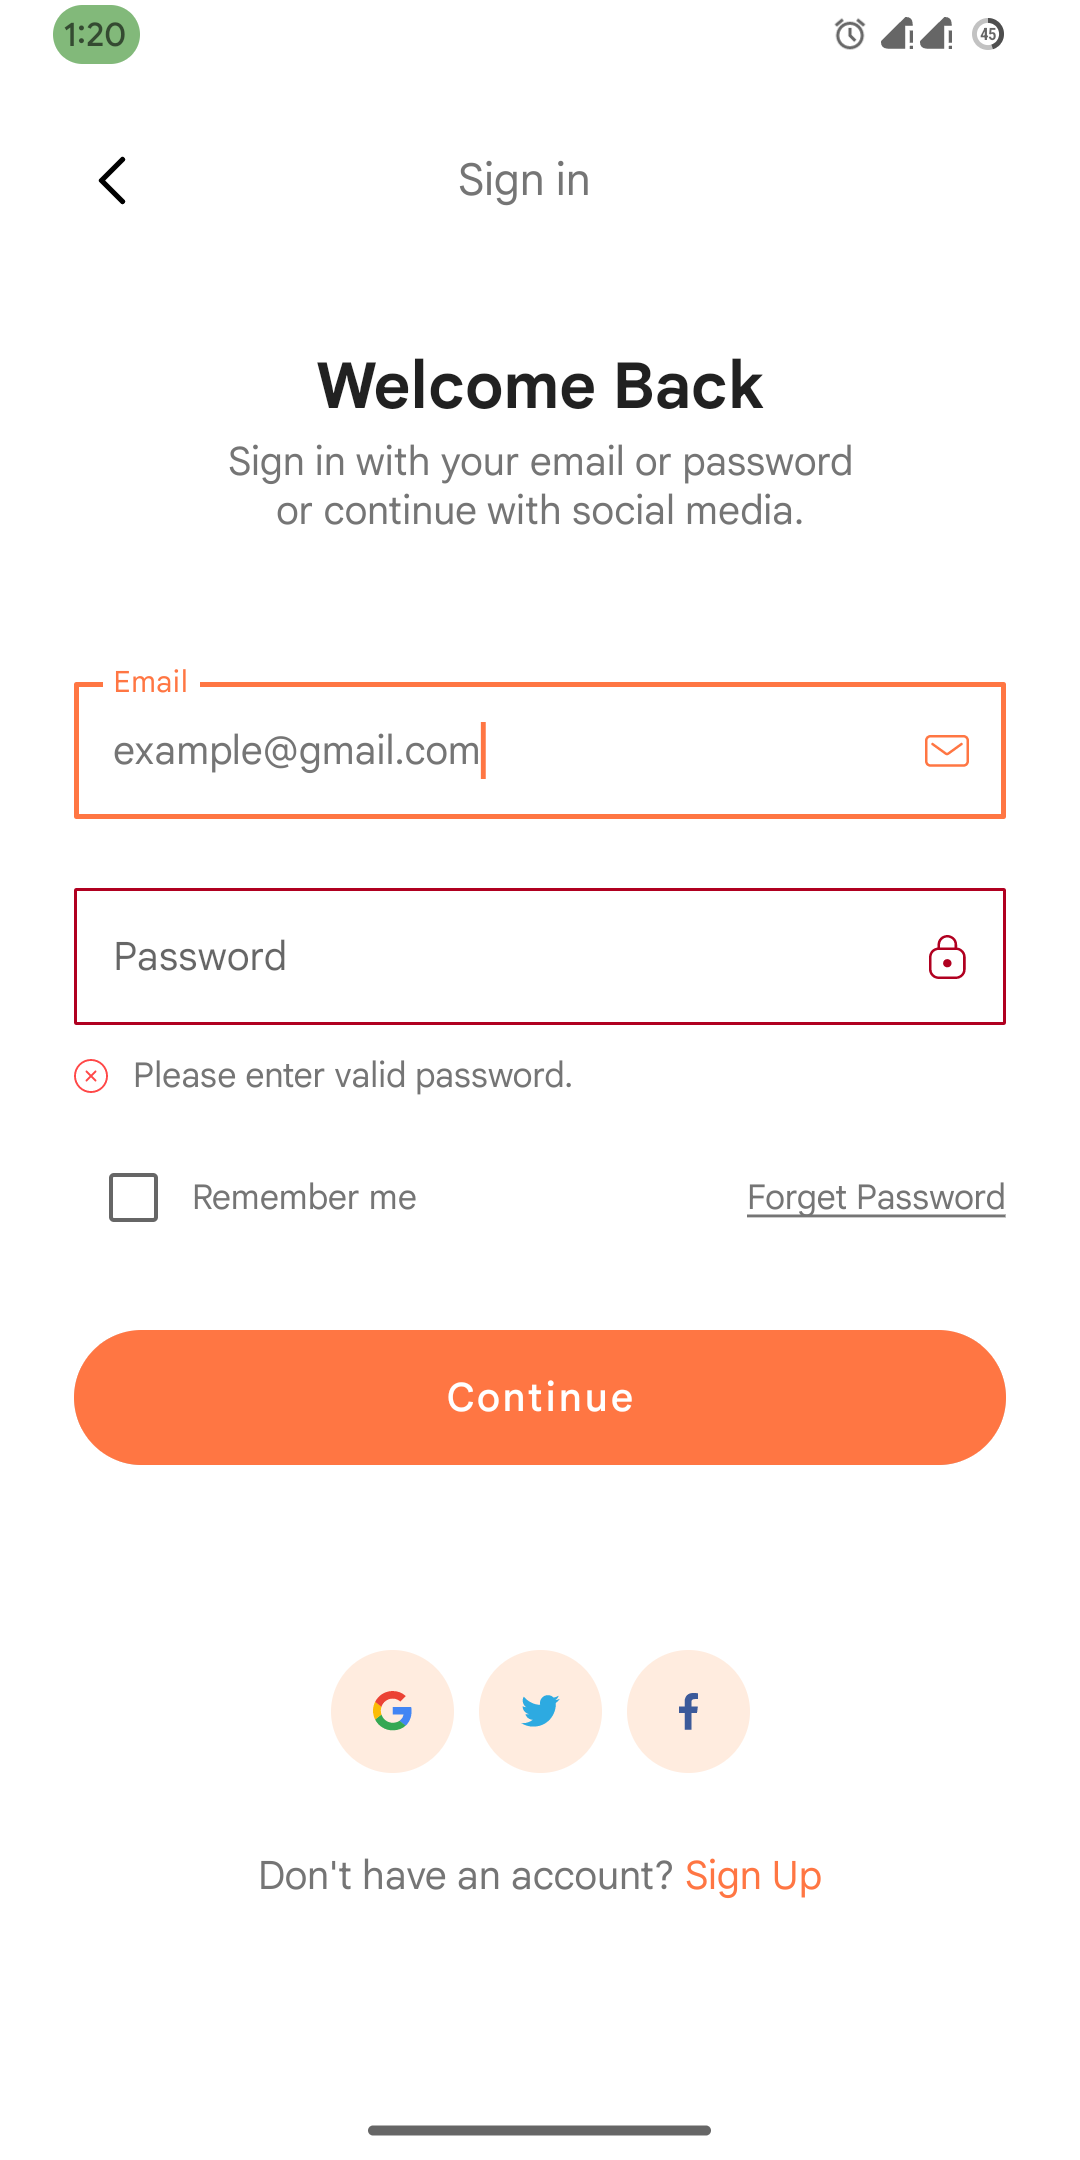 1:20
45
Sign in
Welcome Back
Sign in with your email or password
or continue with social media.
Email
example@gmail.com
Password
Please enter valid password.
Remember me
Forget Password
Continue
Don't have an account? Sign Up